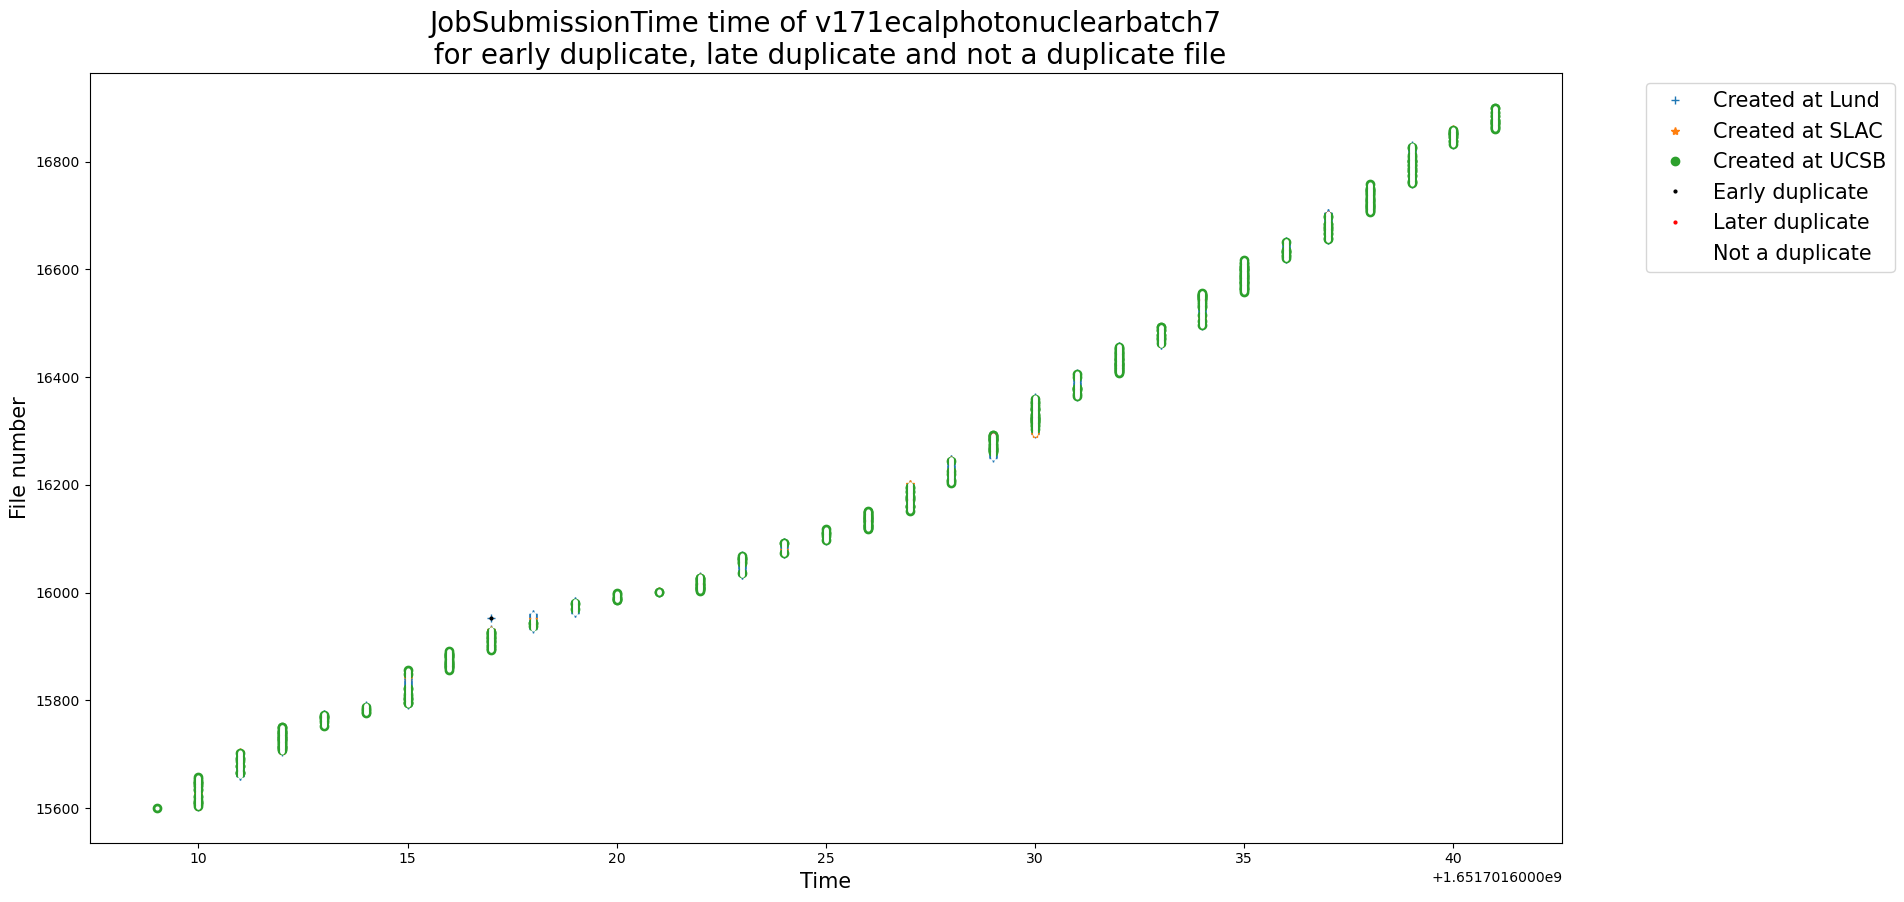 JobSubmissionTime time of v171ecalphotonuclearbatch7
for early duplicate, late duplicate and not a duplicate file
Created at Lund
Created at SLAC
Created at UCSB
Early duplicate
Later duplicate
Not a duplicate
File number
16800
16600
16400
16200
16000
15800
15600
10
15
20
25
30
35
40
Time
+1.6517016000e9